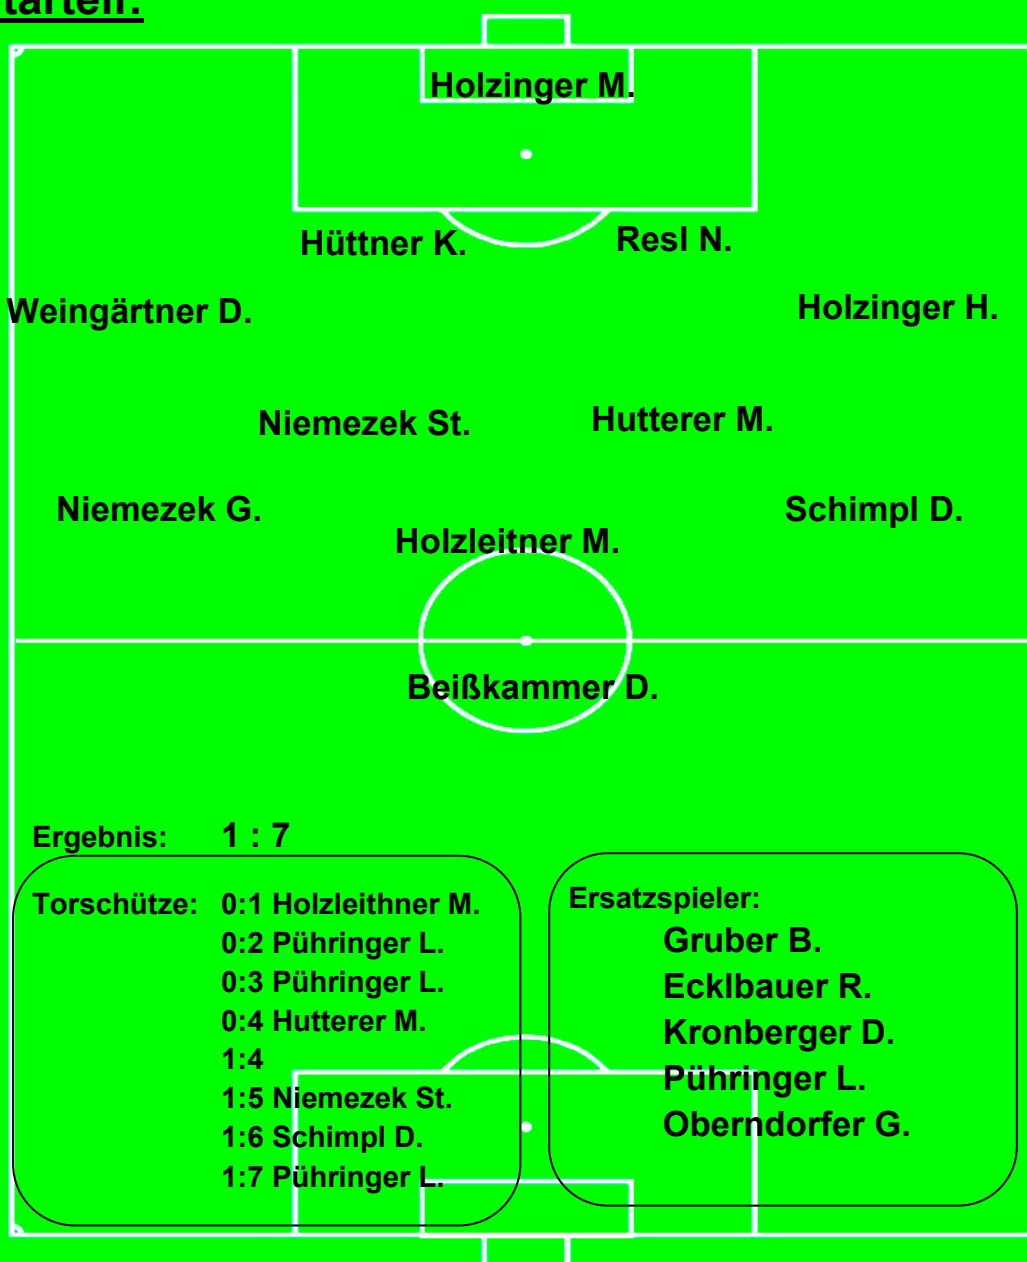 Holzinger M.
Hüttner K. Resl N.
Weingärtner D. Holzinger H.
Niemezek St. Hutterer M.
Niemezek G. Schimpl D.
Holzleitner M.
Beißkammer D.
Ergebnis: 1 : 7
Torschütze: 0:1 Holzleithner M.
0:2 Pühringer L.
0:3 Pühringer L.
0:4 Hutterer M.
1:4
1:5 Niemezek St.
1:6 Schimpl D.
1:7 Pühringer L.
Ersatzspieler:
Gruber B.
Ecklbauer R.
Kronberger D.
Pühringer L.
Oberndorfer G.